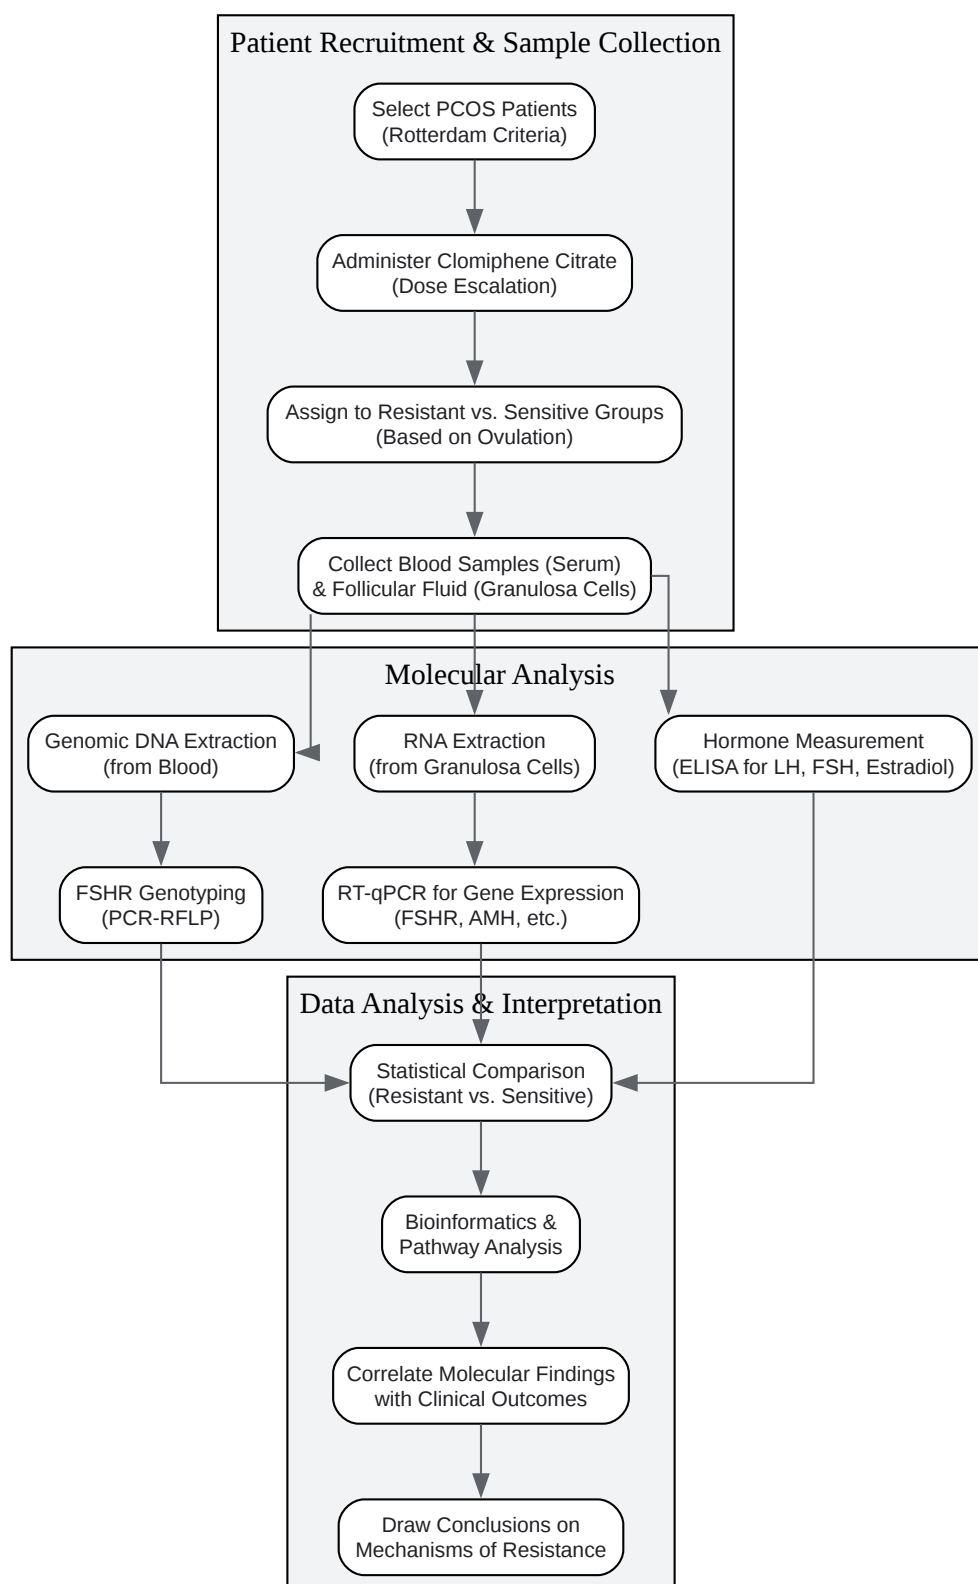 Patient Recruitment & Sample Collection
Select PCOS Patients
(Rotterdam Criteria)
Administer Clomiphene Citrate
(Dose Escalation)
Assign to Resistant vs. Sensitive Groups
(Based on Ovulation)
Collect Blood Samples (Serum)
& Follicular Fluid (Granulosa Cells)
Molecular Analysis
Genomic DNA Extraction
(from Blood)
RNA Extraction
(from Granulosa Cells)
Hormone Measurement
(ELISA for LH, FSH, Estradiol)
FSHR Genotyping
(PCR-RFLP)
RT-qPCR for Gene Expression
(FSHR, AMH, etc.)
Data Analysis & Interpretation
Statistical Comparison
(Resistant vs. Sensitive)
Bioinformatics &
Pathway Analysis
Correlate Molecular Findings
with Clinical Outcomes
Draw Conclusions on
Mechanisms of Resistance